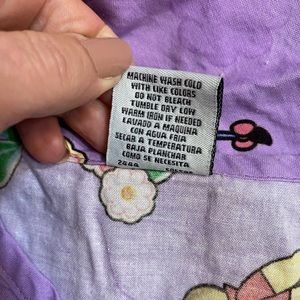 MACHINE WASH COLD
WITH LIKE COLORS
DO NOT BLEACH
TUMBLE DRY LOW
WARM IRON IF NEEDED
LAVADO A MAQUINA
CON AGUA FRIA
SECAR A TEMPERATURA
BAJA PLANCHAR
COMO SE NECESITA